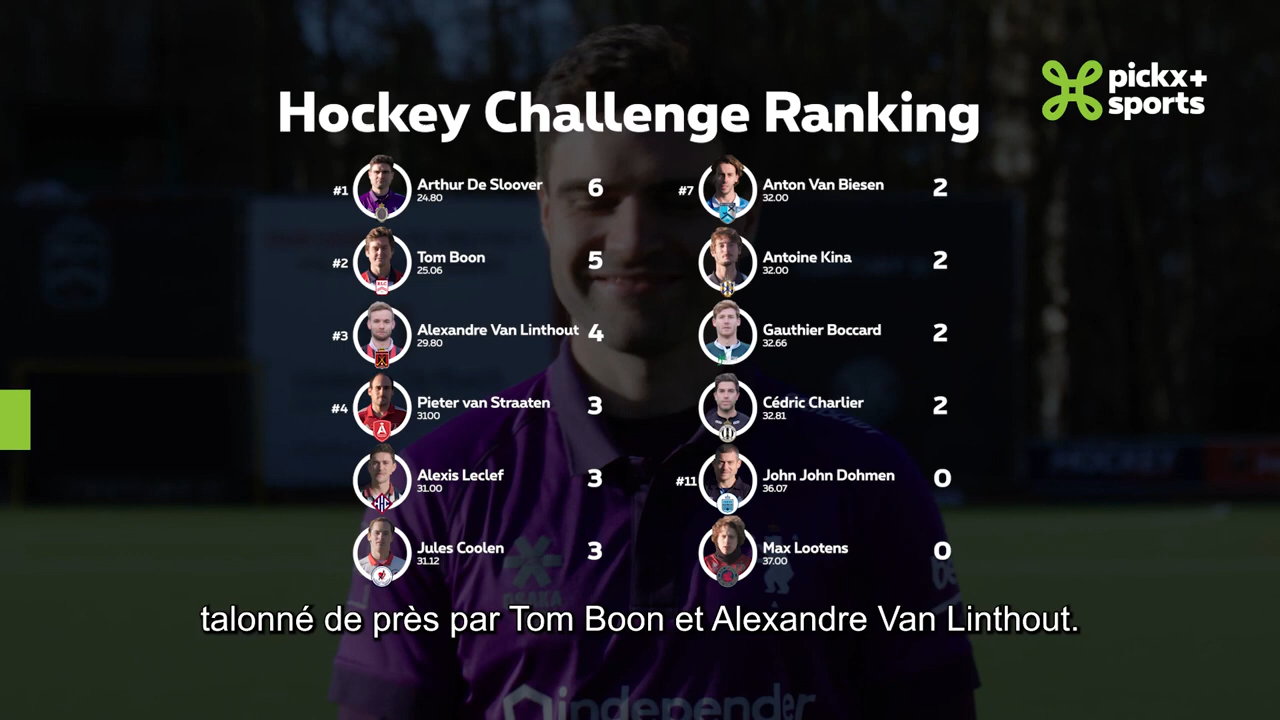 pickx+
sports
Hockey Challenge Ranking
#1 Arthur De Sloover 6
24.80
#2 Tom Boon 5
25.06
#3 Alexandre Van Linthout 4
29.80
#4 Pieter van Straaten 3
31.00
Alexis Leclef 3
31.00
Jules Coolen 3
31.12
#7 Anton Van Biesen 2
32.00
Antoine Kina 2
32.00
Gauthier Boccard 2
32.66
Cédric Charlier 2
32.81
#11 John John Dohmen 0
36.07
Max Lootens 0
37.00
OSAKA
talonné de près par Tom Boon et Alexandre Van Linthout.
independer